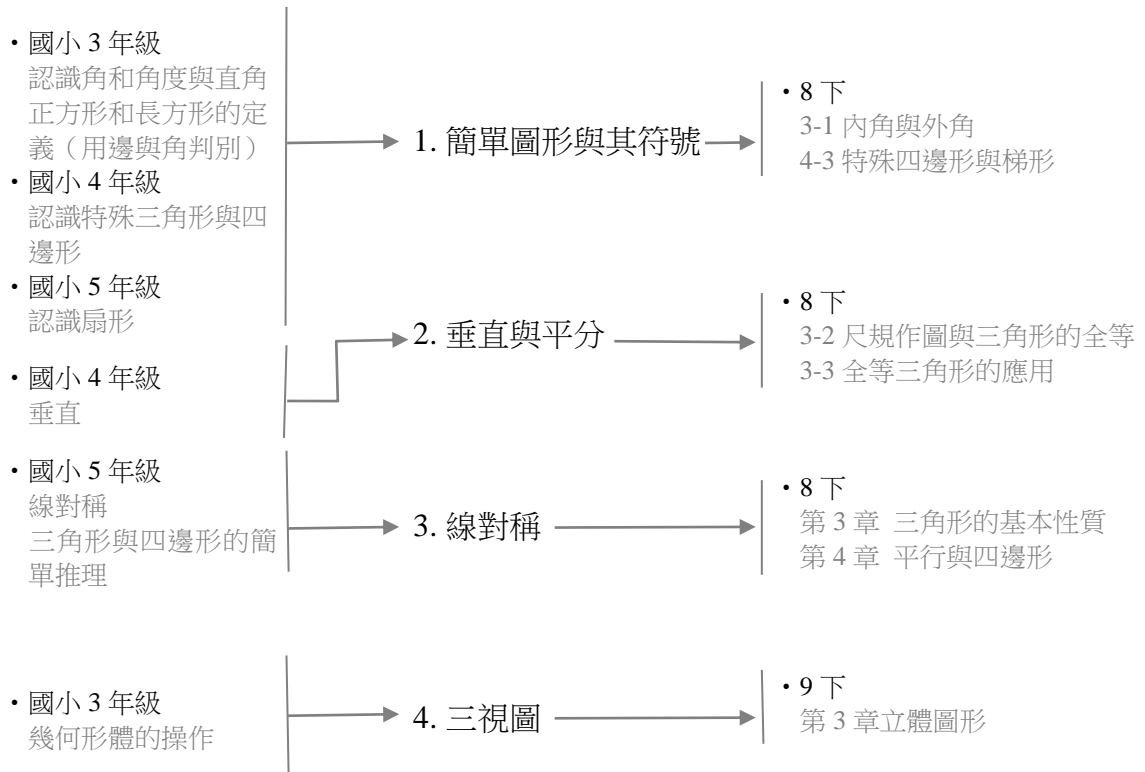 ・國小 3 年級
認識角和角度與直角
正方形和長方形的定
義（用邊與角判別）
・國小 4 年級
認識特殊三角形與四
邊形
・國小 5 年級
認識扇形
1. 簡單圖形與其符號
・8 下
3-1 內角與外角
4-3 特殊四邊形與梯形
・國小 4 年級
垂直
2. 垂直與平分
・8 下
3-2 尺規作圖與三角形的全等
3-3 全等三角形的應用
・國小 5 年級
線對稱
三角形與四邊形的簡
單推理
3. 線對稱
・8 下
第 3 章 三角形的基本性質
第 4 章 平行與四邊形
・國小 3 年級
幾何形體的操作
4. 三視圖
・9 下
第 3 章立體圖形